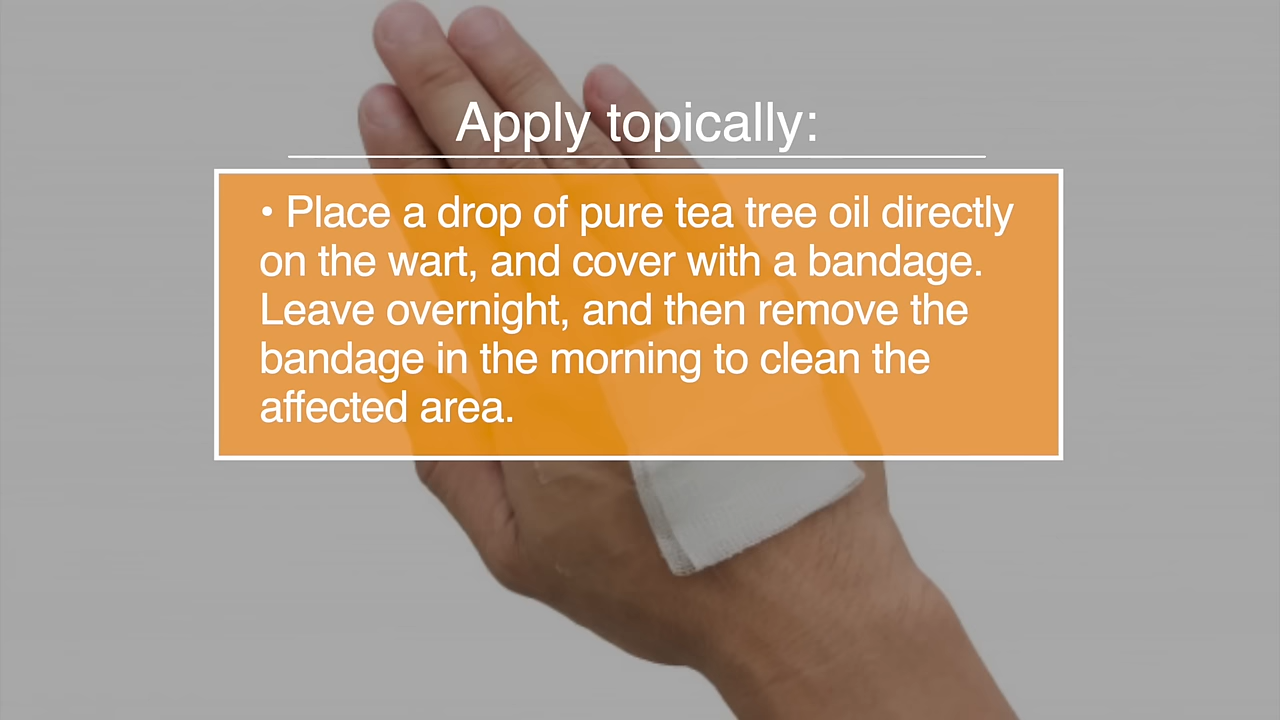 Apply topically:
• Place a drop of pure tea tree oil directly
on the wart, and cover with a bandage.
Leave overnight, and then remove the
bandage in the morning to clean the
affected area.